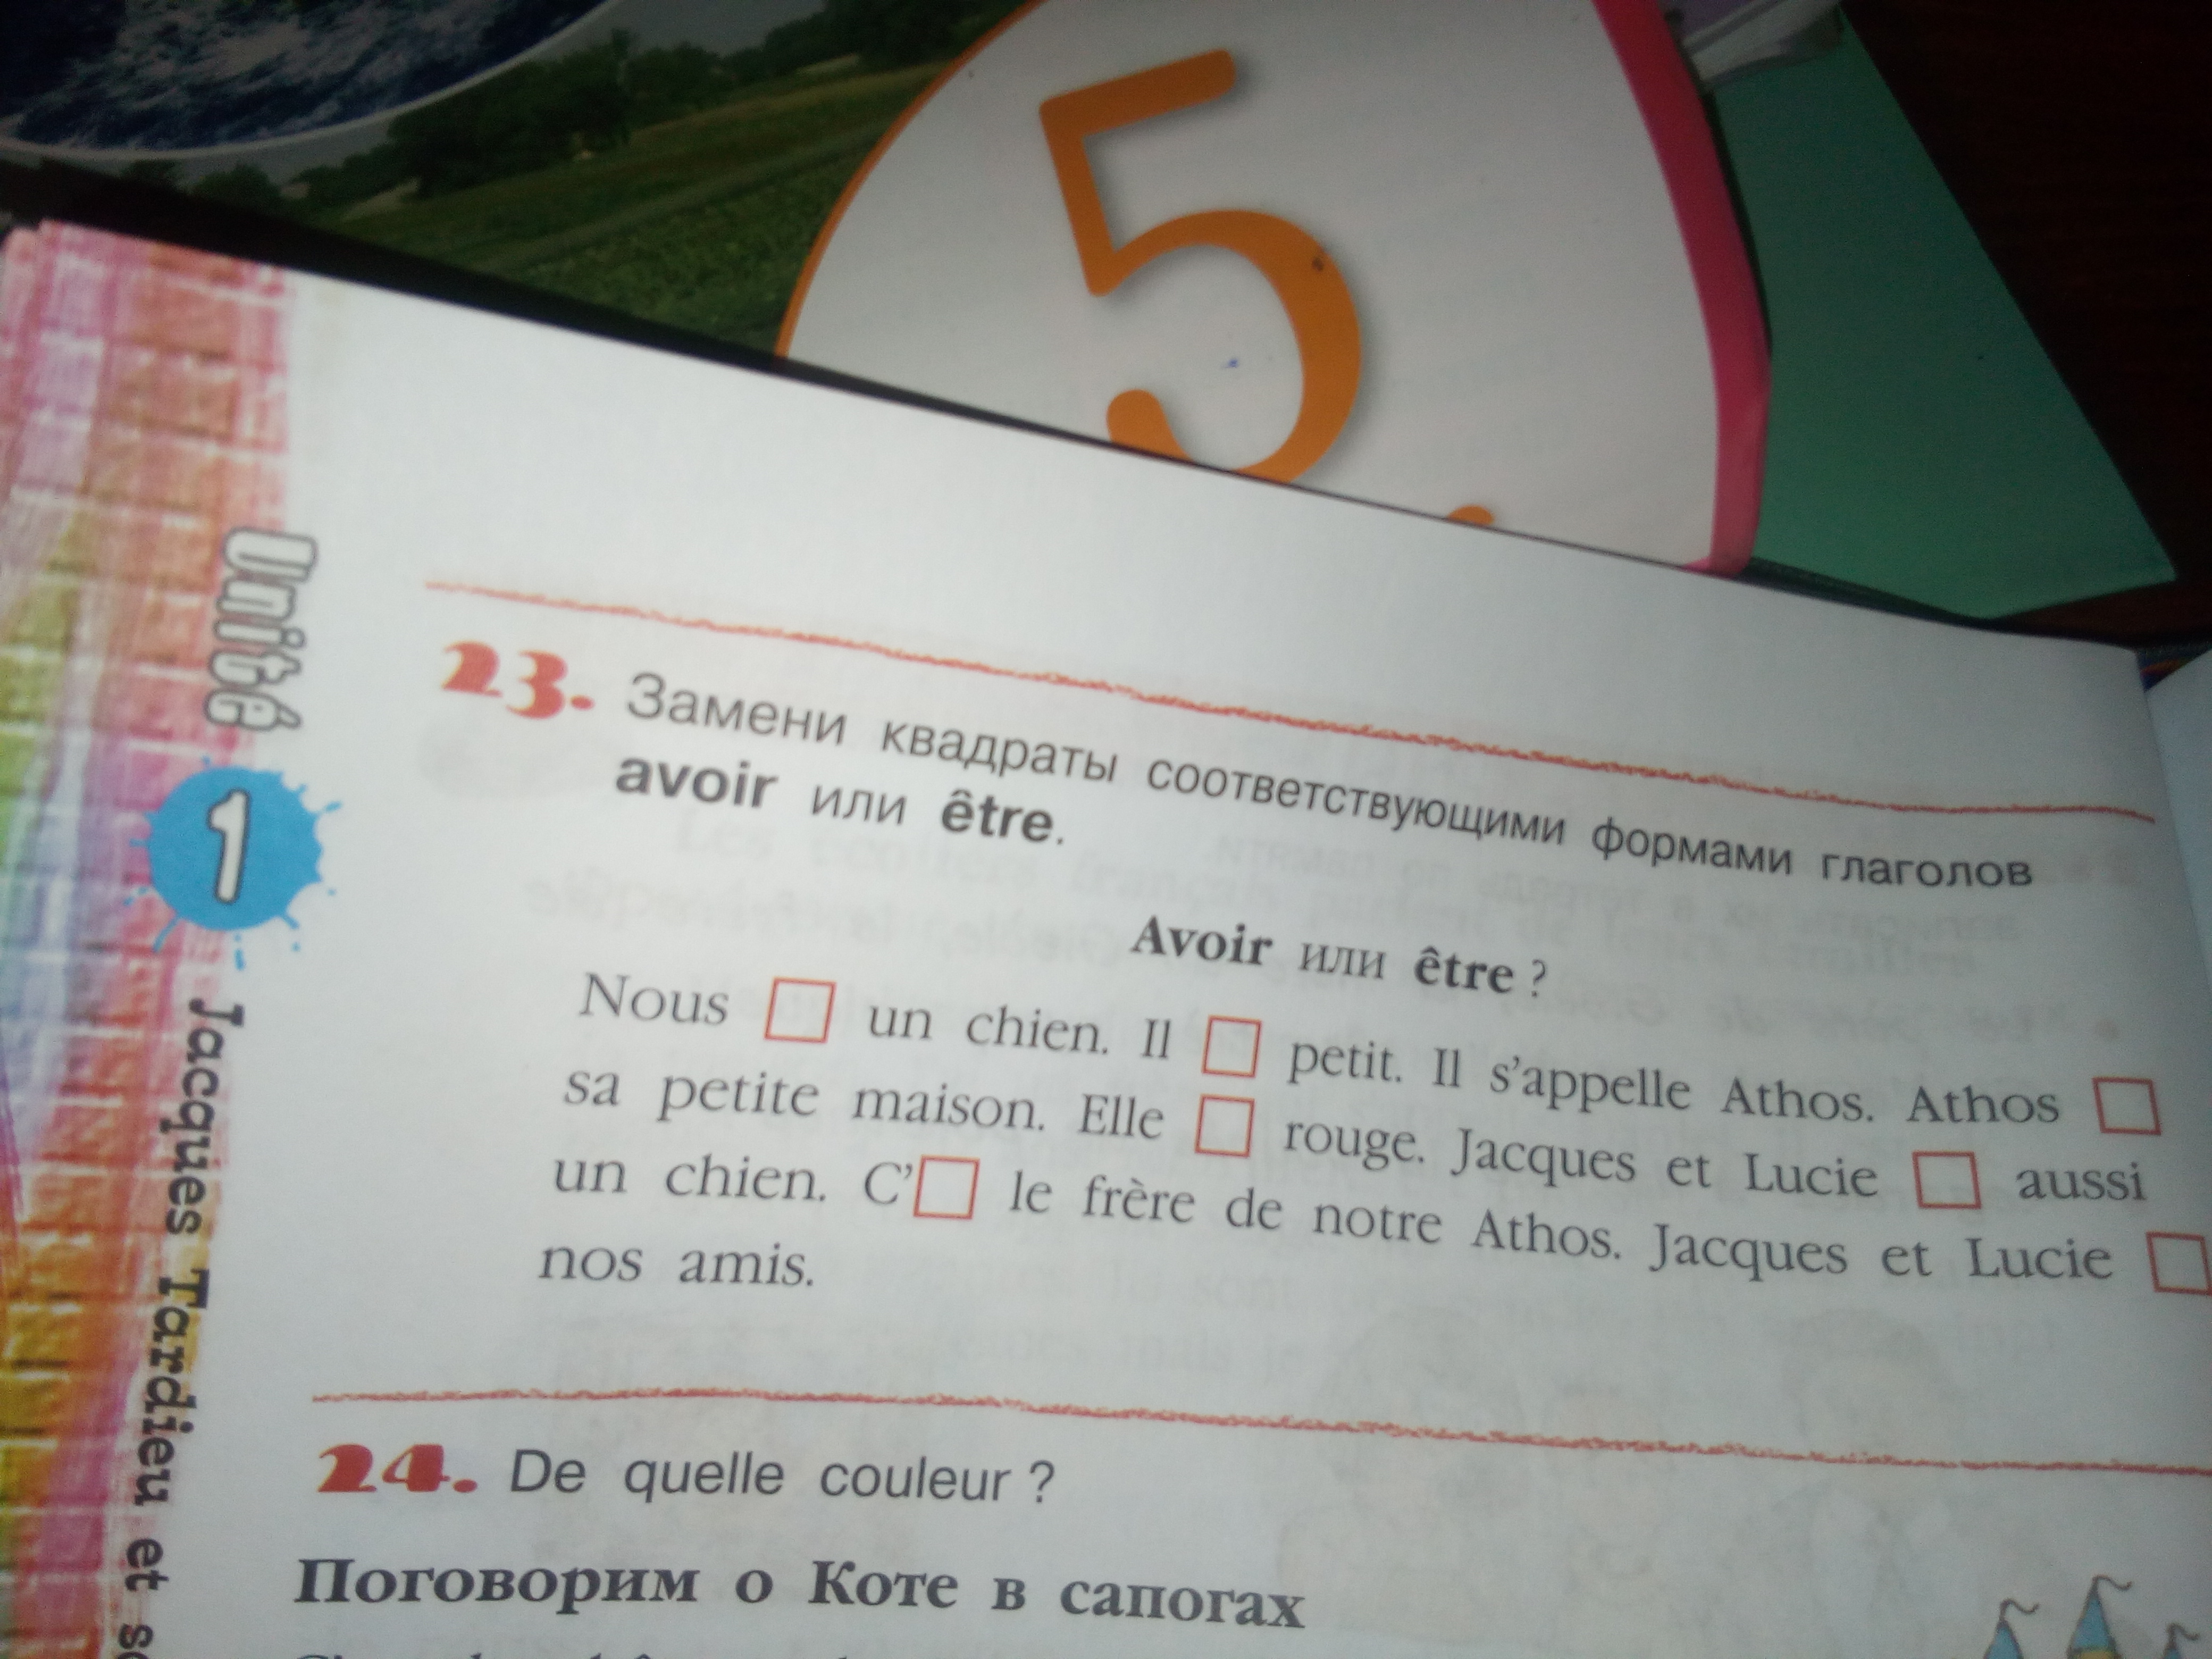 5
Unité
1
Jacques Tardieu et
23. Замени квадраты соответствующими формами глаголов
avoir или être.
Avoir или être ?
Nous □ un chien. Il □ petit. Il s'appelle Athos. Athos □
sa petite maison. Elle □ rouge. Jacques et Lucie □ aussi
un chien. C'□ le frère de notre Athos. Jacques et Lucie □
nos amis.
24. De quelle couleur ?
Поговорим о Коте в сапогах